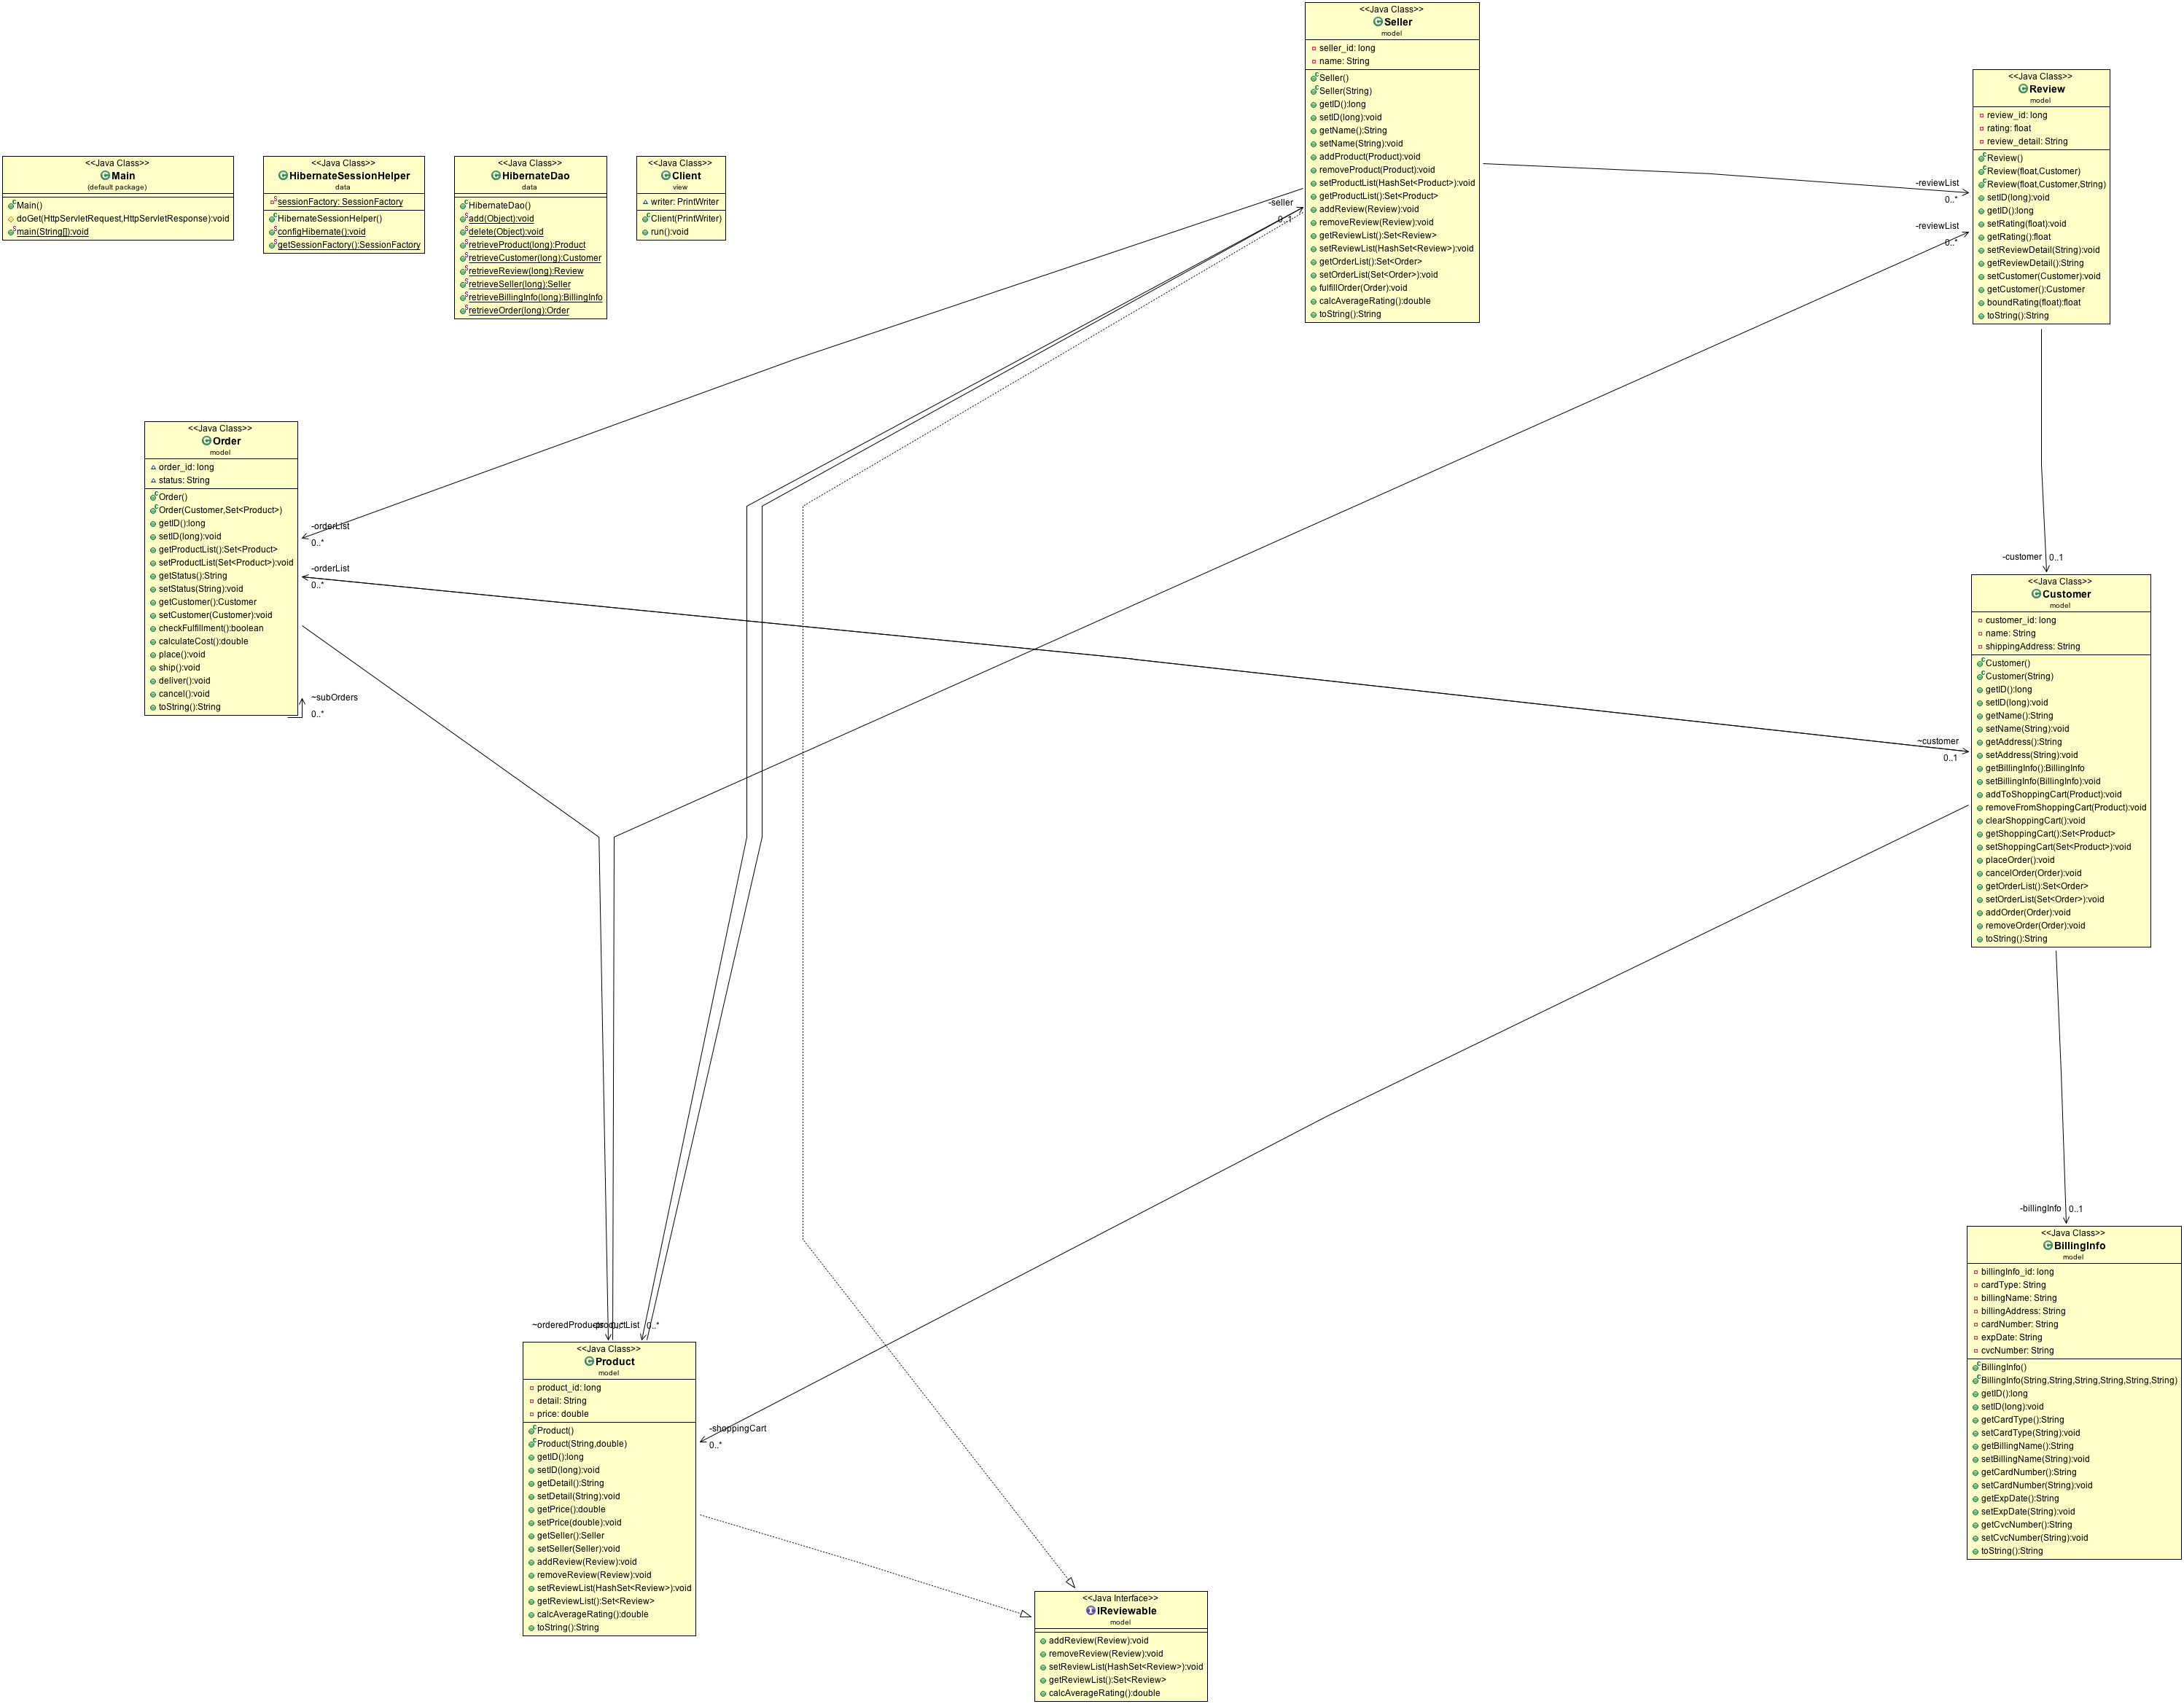 <<Java Class>>
Main
(default package)
Main()
doGet(HttpServletRequest,HttpServletResponse):void
main(String[]):void
<<Java Class>>
HibernateSessionHelper
data
sessionFactory: SessionFactory
HibernateSessionHelper()
configHibernate():void
getSessionFactory():SessionFactory
<<Java Class>>
HibernateDao
data
HibernateDao()
add(Object):void
delete(Object):void
retrieveProduct(long):Product
retrieveCustomer(long):Customer
retrieveReview(long):Review
retrieveSeller(long):Seller
retrieveBillingInfo(long):BillingInfo
retrieveOrder(long):Order
<<Java Class>>
Client
view
writer: PrintWriter
Client(PrintWriter)
run():void
<<Java Class>>
Seller
model
seller_id: long
name: String
Seller()
Seller(String)
getID():long
setID(long):void
getName():String
setName(String):void
addProduct(Product):void
removeProduct(Product):void
setProductList(HashSet<Product>):void
getProductList():Set<Product>
addReview(Review):void
removeReview(Review):void
getReviewList():Set<Review>
setReviewList(HashSet<Review>):void
getOrderList():Set<Order>
setOrderList(Set<Order>):void
fulfillOrder(Order):void
calcAverageRating():double
toString():String
-seller
0..1
<<Java Class>>
Review
model
review_id: long
rating: float
review_detail: String
Review()
Review(float,Customer)
Review(float,Customer,String)
setID(long):void
getID():long
setRating(float):void
getRating():float
setReviewDetail(String):void
getReviewDetail():String
setCustomer(Customer):void
getCustomer():Customer
boundRating(float):float
toString():String
-reviewList
0..*
-reviewList
0..*
<<Java Class>>
Order
model
order_id: long
status: String
Order()
Order(Customer,Set<Product>)
getID():long
setID(long):void
getProductList():Set<Product>
setProductList(Set<Product>):void
getStatus():String
setStatus(String):void
getCustomer():Customer
setCustomer(Customer):void
checkFulfillment():boolean
calculateCost():double
place():void
ship():void
deliver():void
cancel():void
toString():String
-orderList
0..*
-orderList
0..*
~subOrders
0..*
-customer 0..1
<<Java Class>>
Customer
model
customer_id: long
name: String
shippingAddress: String
Customer()
Customer(String)
getID():long
setID(long):void
getName():String
setName(String):void
getAddress():String
setAddress(String):void
getBillingInfo():BillingInfo
setBillingInfo(BillingInfo):void
addToShoppingCart(Product):void
removeFromShoppingCart(Product):void
clearShoppingCart():void
getShoppingCart():Set<Product>
setShoppingCart(Set<Product>):void
placeOrder():void
cancelOrder(Order):void
getOrderList():Set<Order>
setOrderList(Set<Order>):void
addOrder(Order):void
removeOrder(Order):void
toString():String
~customer
0..1
-billingInfo 0..1
<<Java Class>>
BillingInfo
model
billingInfo_id: long
cardType: String
billingName: String
billingAddress: String
cardNumber: String
expDate: String
cvcNumber: String
BillingInfo()
BillingInfo(String,String,String,String,String,String)
getID():long
setID(long):void
getCardType():String
setCardType(String):void
getBillingName():String
setBillingName(String):void
getCardNumber():String
setCardNumber(String):void
getExpDate():String
setExpDate(String):void
getCvcNumber():String
setCvcNumber(String):void
toString():String
~orderedProducts
productList 0..*
<<Java Class>>
Product
model
product_id: long
detail: String
price: double
Product()
Product(String,double)
getID():long
setID(long):void
getDetail():String
setDetail(String):void
getPrice():double
setPrice(double):void
getSeller():Seller
setSeller(Seller):void
addReview(Review):void
removeReview(Review):void
setReviewList(HashSet<Review>):void
getReviewList():Set<Review>
calcAverageRating():double
toString():String
-shoppingCart
0..*
<<Java Interface>>
IReviewable
model
addReview(Review):void
removeReview(Review):void
setReviewList(HashSet<Review>):void
getReviewList():Set<Review>
calcAverageRating():double